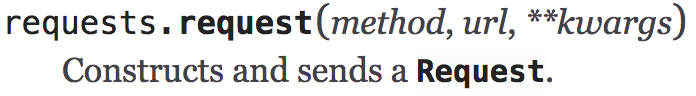 requests.request(method, url, **kwargs)
Constructs and sends a Request.